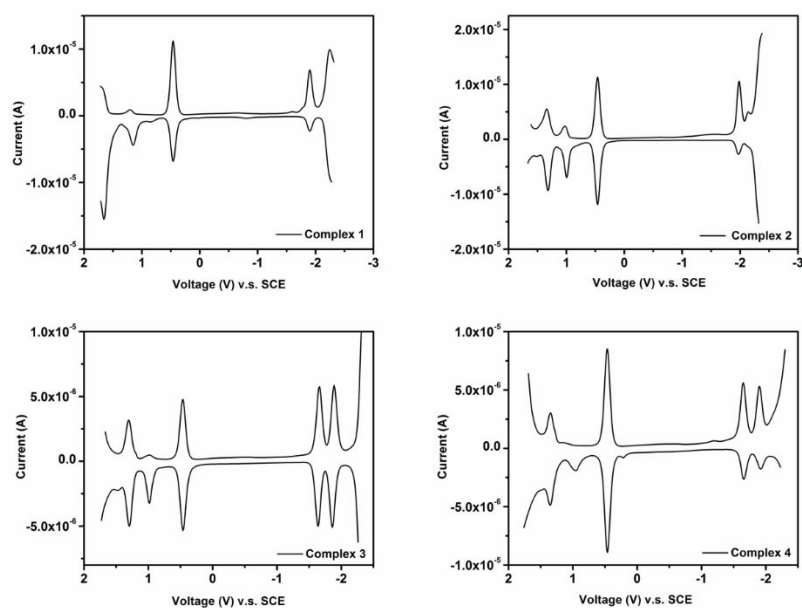 1.0x10⁻⁵
0.0
-1.0x10⁻⁵
-2.0x10⁻⁵
Current (A)
2 1 0 -1 -2 -3
Voltage (V) v.s. SCE
Complex 1
2.0x10⁻⁵
1.0x10⁻⁵
0.0
-1.0x10⁻⁵
-2.0x10⁻⁵
Current (A)
2 1 0 -1 -2 -3
Voltage (V) v.s. SCE
Complex 2
1.0x10⁻⁵
5.0x10⁻⁶
0.0
-5.0x10⁻⁶
Current (A)
2 1 0 -1 -2
Voltage (V) v.s. SCE
Complex 3
1.0x10⁻⁵
5.0x10⁻⁶
0.0
-5.0x10⁻⁶
-1.0x10⁻⁵
Current (A)
2 1 0 -1 -2
Voltage (V) v.s. SCE
Complex 4